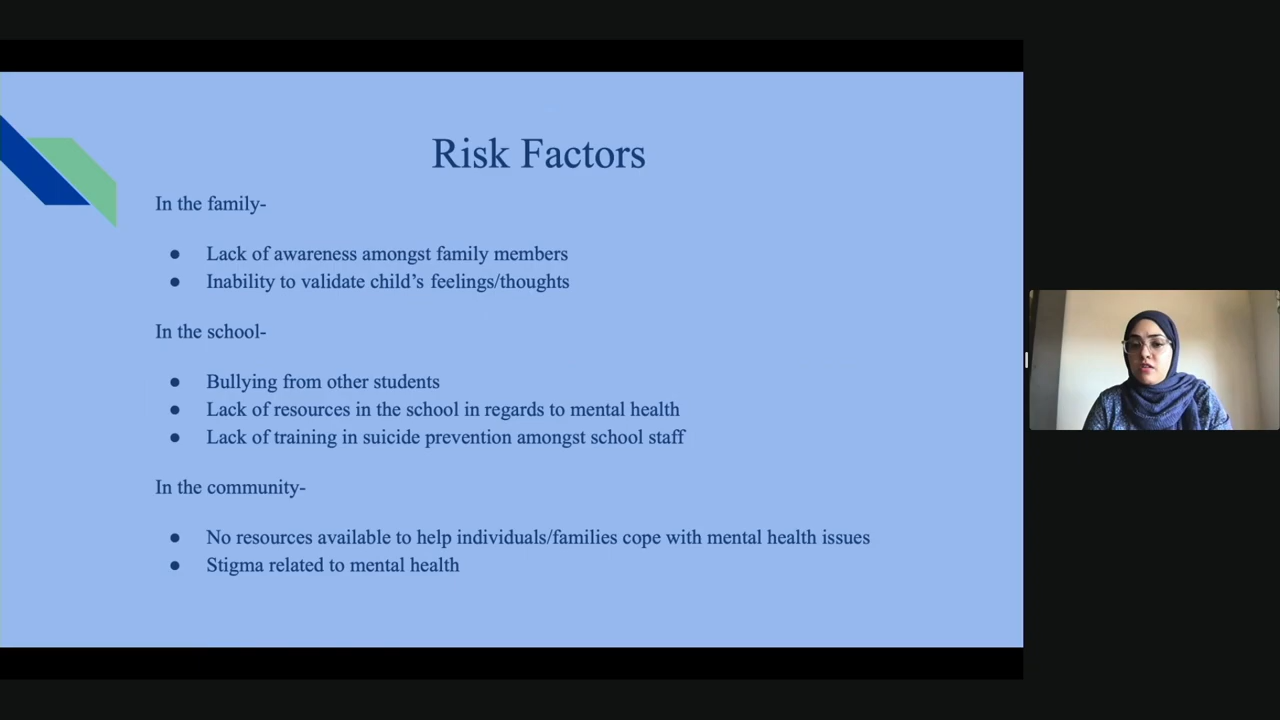 Risk Factors
In the family-
● Lack of awareness amongst family members
● Inability to validate child’s feelings/thoughts
In the school-
● Bullying from other students
● Lack of resources in the school in regards to mental health
● Lack of training in suicide prevention amongst school staff
In the community-
● No resources available to help individuals/families cope with mental health issues
● Stigma related to mental health